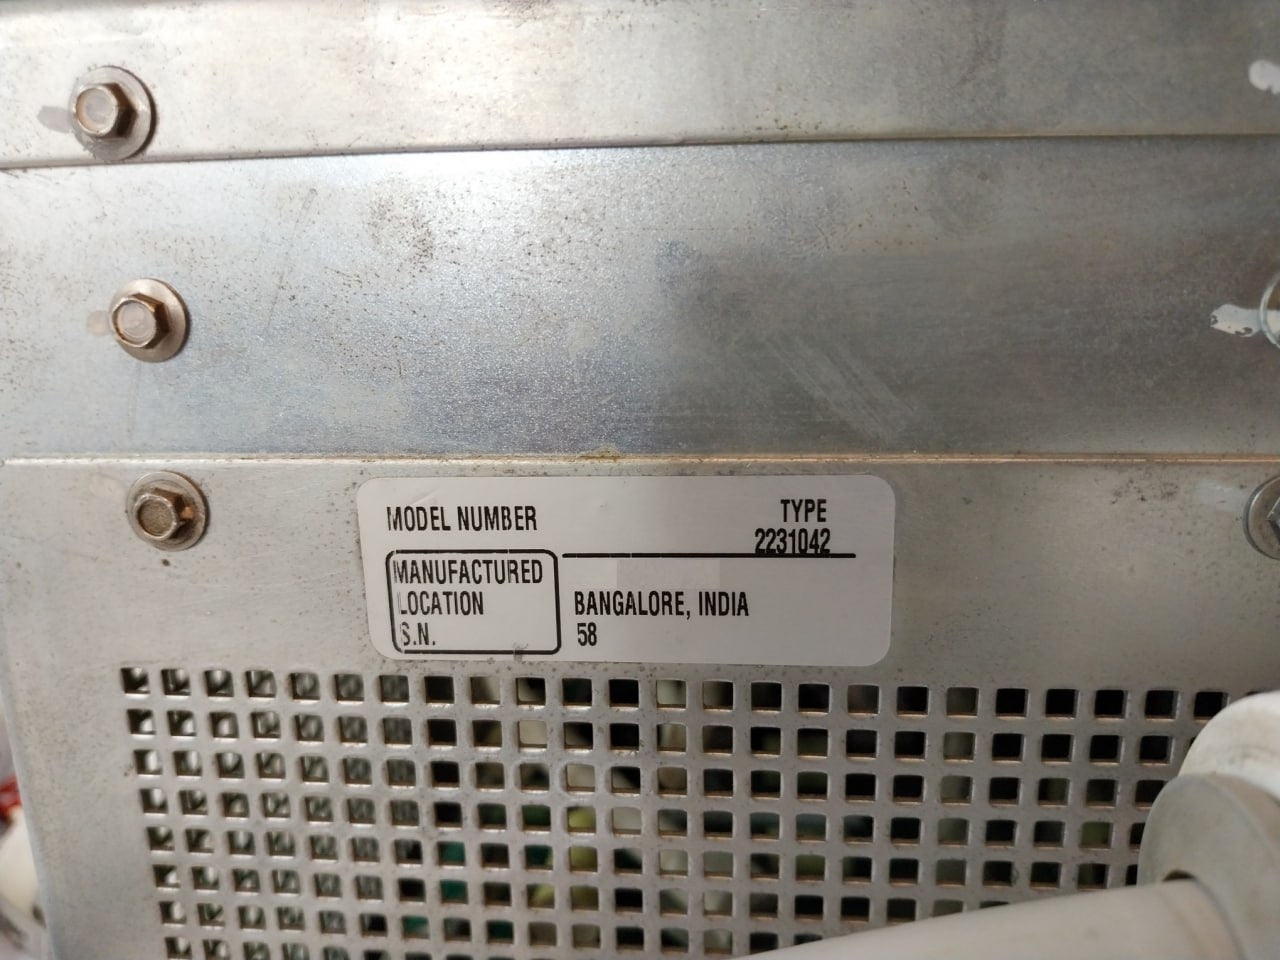 MODEL NUMBER TYPE
2231042
MANUFACTURED
LOCATION BANGALORE, INDIA
S.N. 58